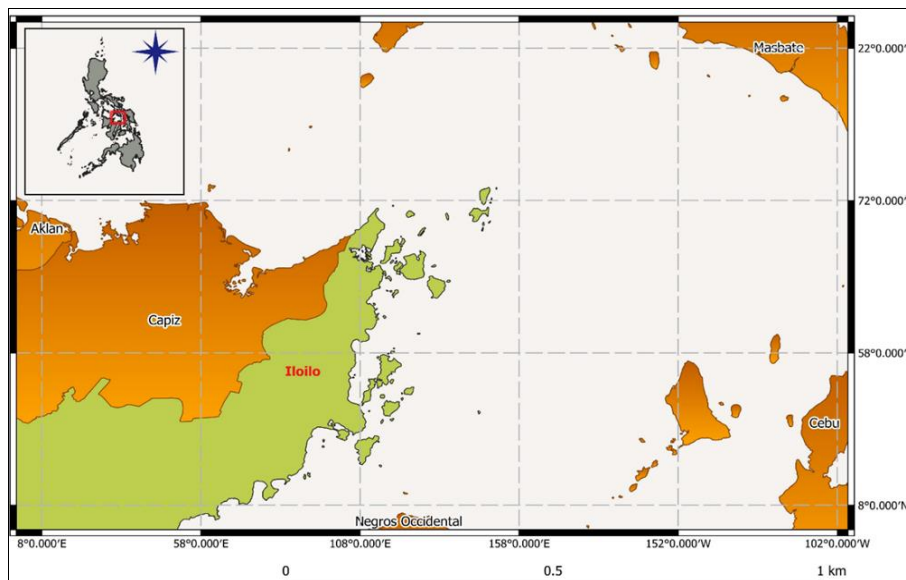 Masbate
22°0.000'N
72°0.000'N
Aklan
Capiz
58°0.000'N
Iloilo
Cebu
8°0.000'N
Negros Occidental
8°0.000'E 58°0.000'E 108°0.000'E 158°0.000'E 152°0.000'W 102°0.000'W
0 0.5 1 km